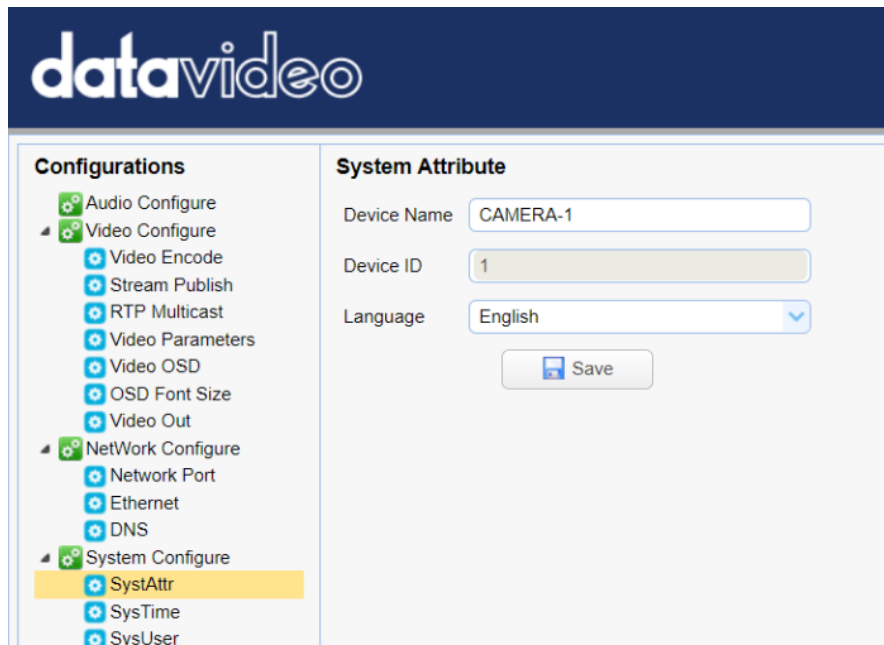 datavideo
Configurations
Audio Configure
Video Configure
Video Encode
Stream Publish
RTP Multicast
Video Parameters
Video OSD
OSD Font Size
Video Out
NetWork Configure
Network Port
Ethernet
DNS
System Configure
SystAttr
SysTime
SysUser
System Attribute
Device Name CAMERA-1
Device ID 1
Language English
Save